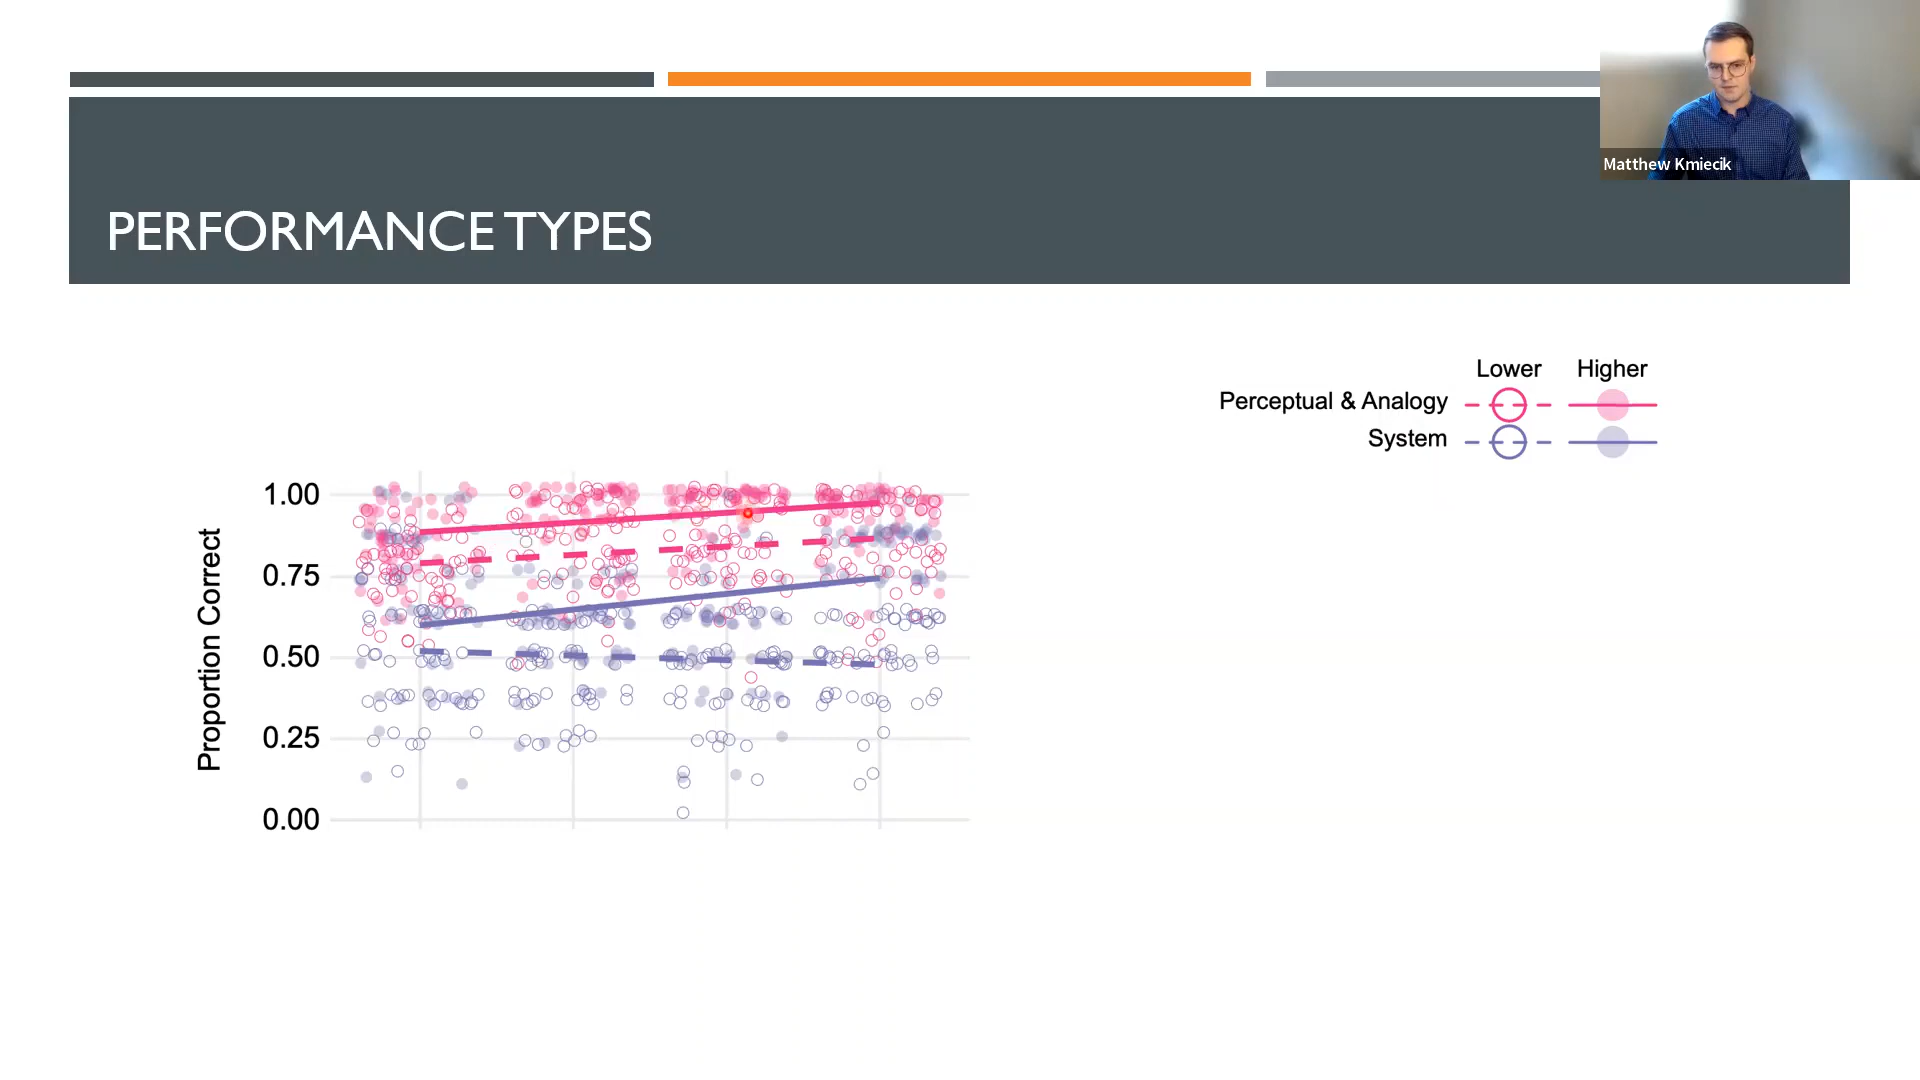 Matthew Kmiecik
PERFORMANCE TYPES
Lower Higher
Perceptual & Analogy
System
Proportion Correct
1.00
0.75
0.50
0.25
0.00